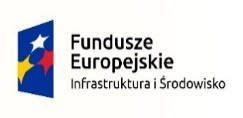 Fundusze
Europejskie
Infrastruktura i Środowisko